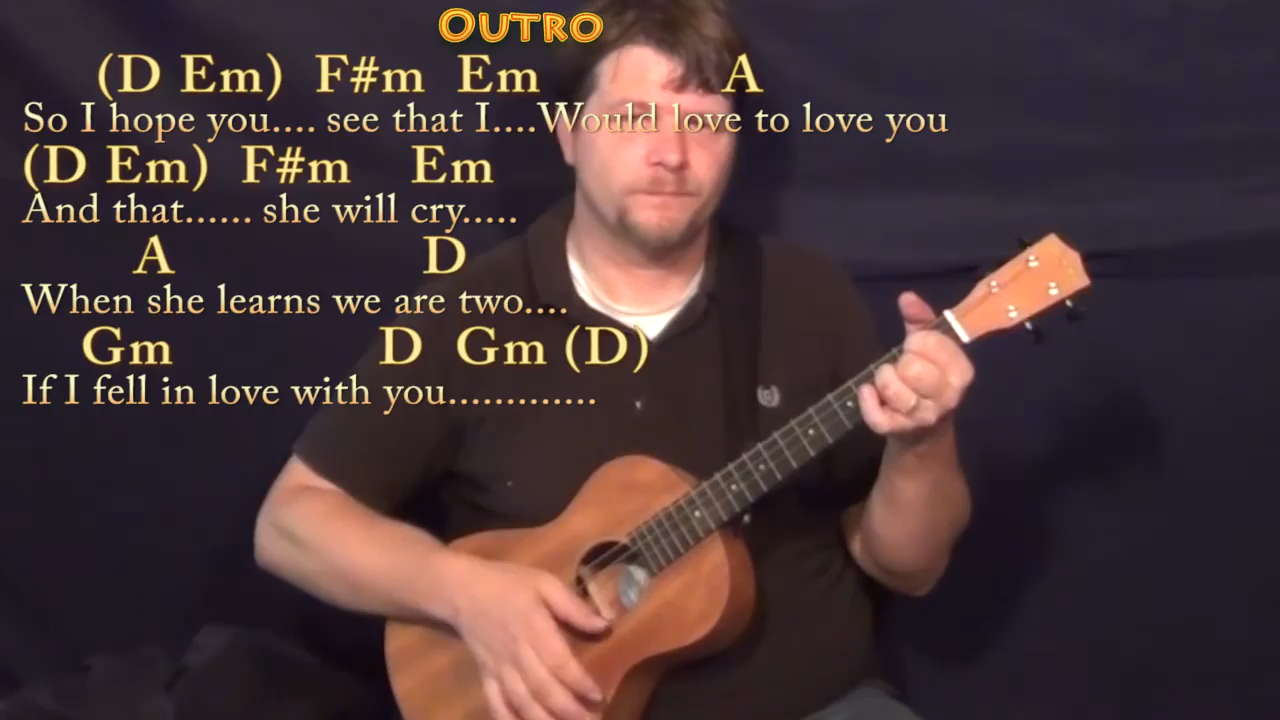 Outro
(D Em) F#m Em A
So I hope you.... see that I....Would love to love you
(D Em) F#m Em
And that...... she will cry.....
A D
When she learns we are two....
Gm D Gm (D)
If I fell in love with you.............